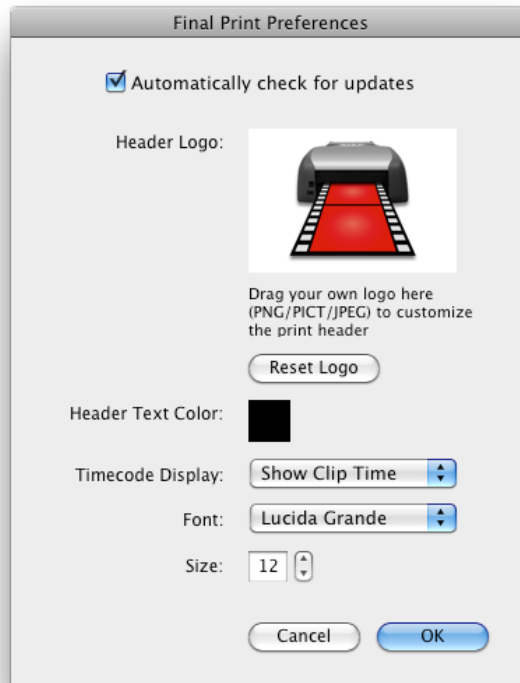 Final Print Preferences
Automatically check for updates
Header Logo:
Drag your own logo here
(PNG/PICT/JPEG) to customize
the print header
Reset Logo
Header Text Color:
Timecode Display: Show Clip Time
Font: Lucida Grande
Size: 12
Cancel OK